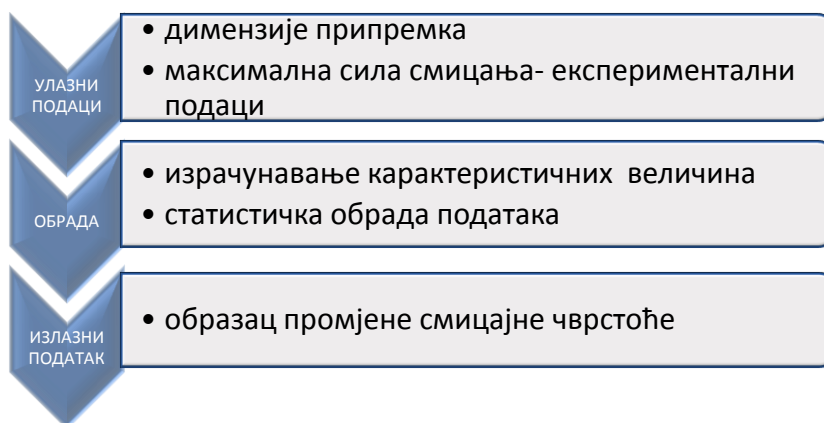 УЛАЗНИ
ПОДАЦИ
• димензије припремка
• максимална сила смицања- експериментални
подаци
ОБРАДА
• израчунавање карактеристичних величина
• статистичка обрада података
ИЗЛАЗНИ
ПОДАТАК
• образац промјене смицајне чврстоће